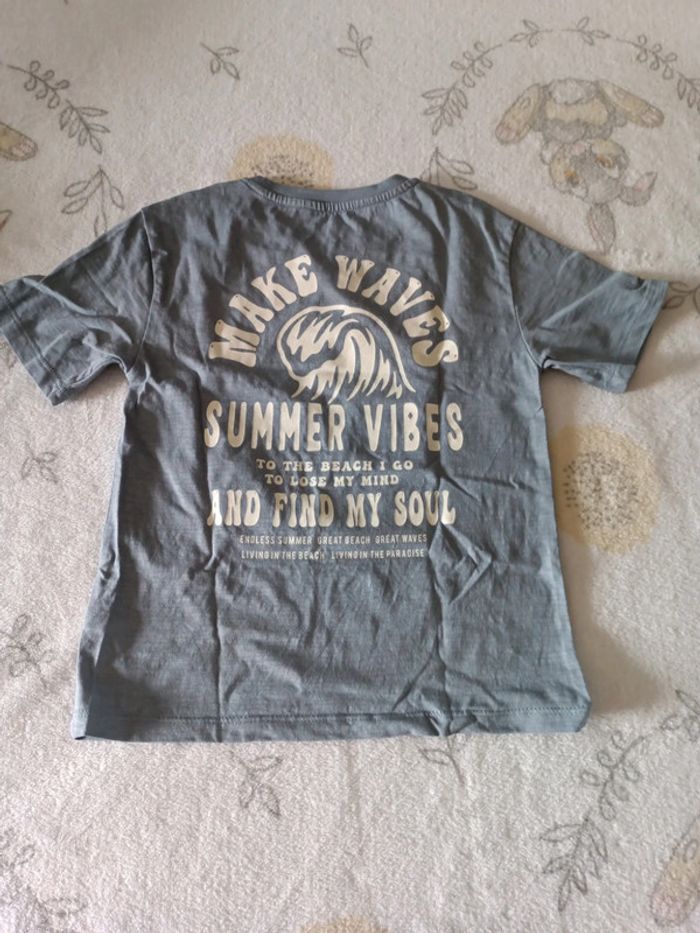 MAKE WAVES
SUMMER VIBES
TO THE BEACH I GO
TO LOSE MY MIND
AND FIND MY SOUL
ENDLESS SUMMER GREAT BEACH GREAT WAVES
LIVING IN THE BEACH LIVING IN THE PARADISE